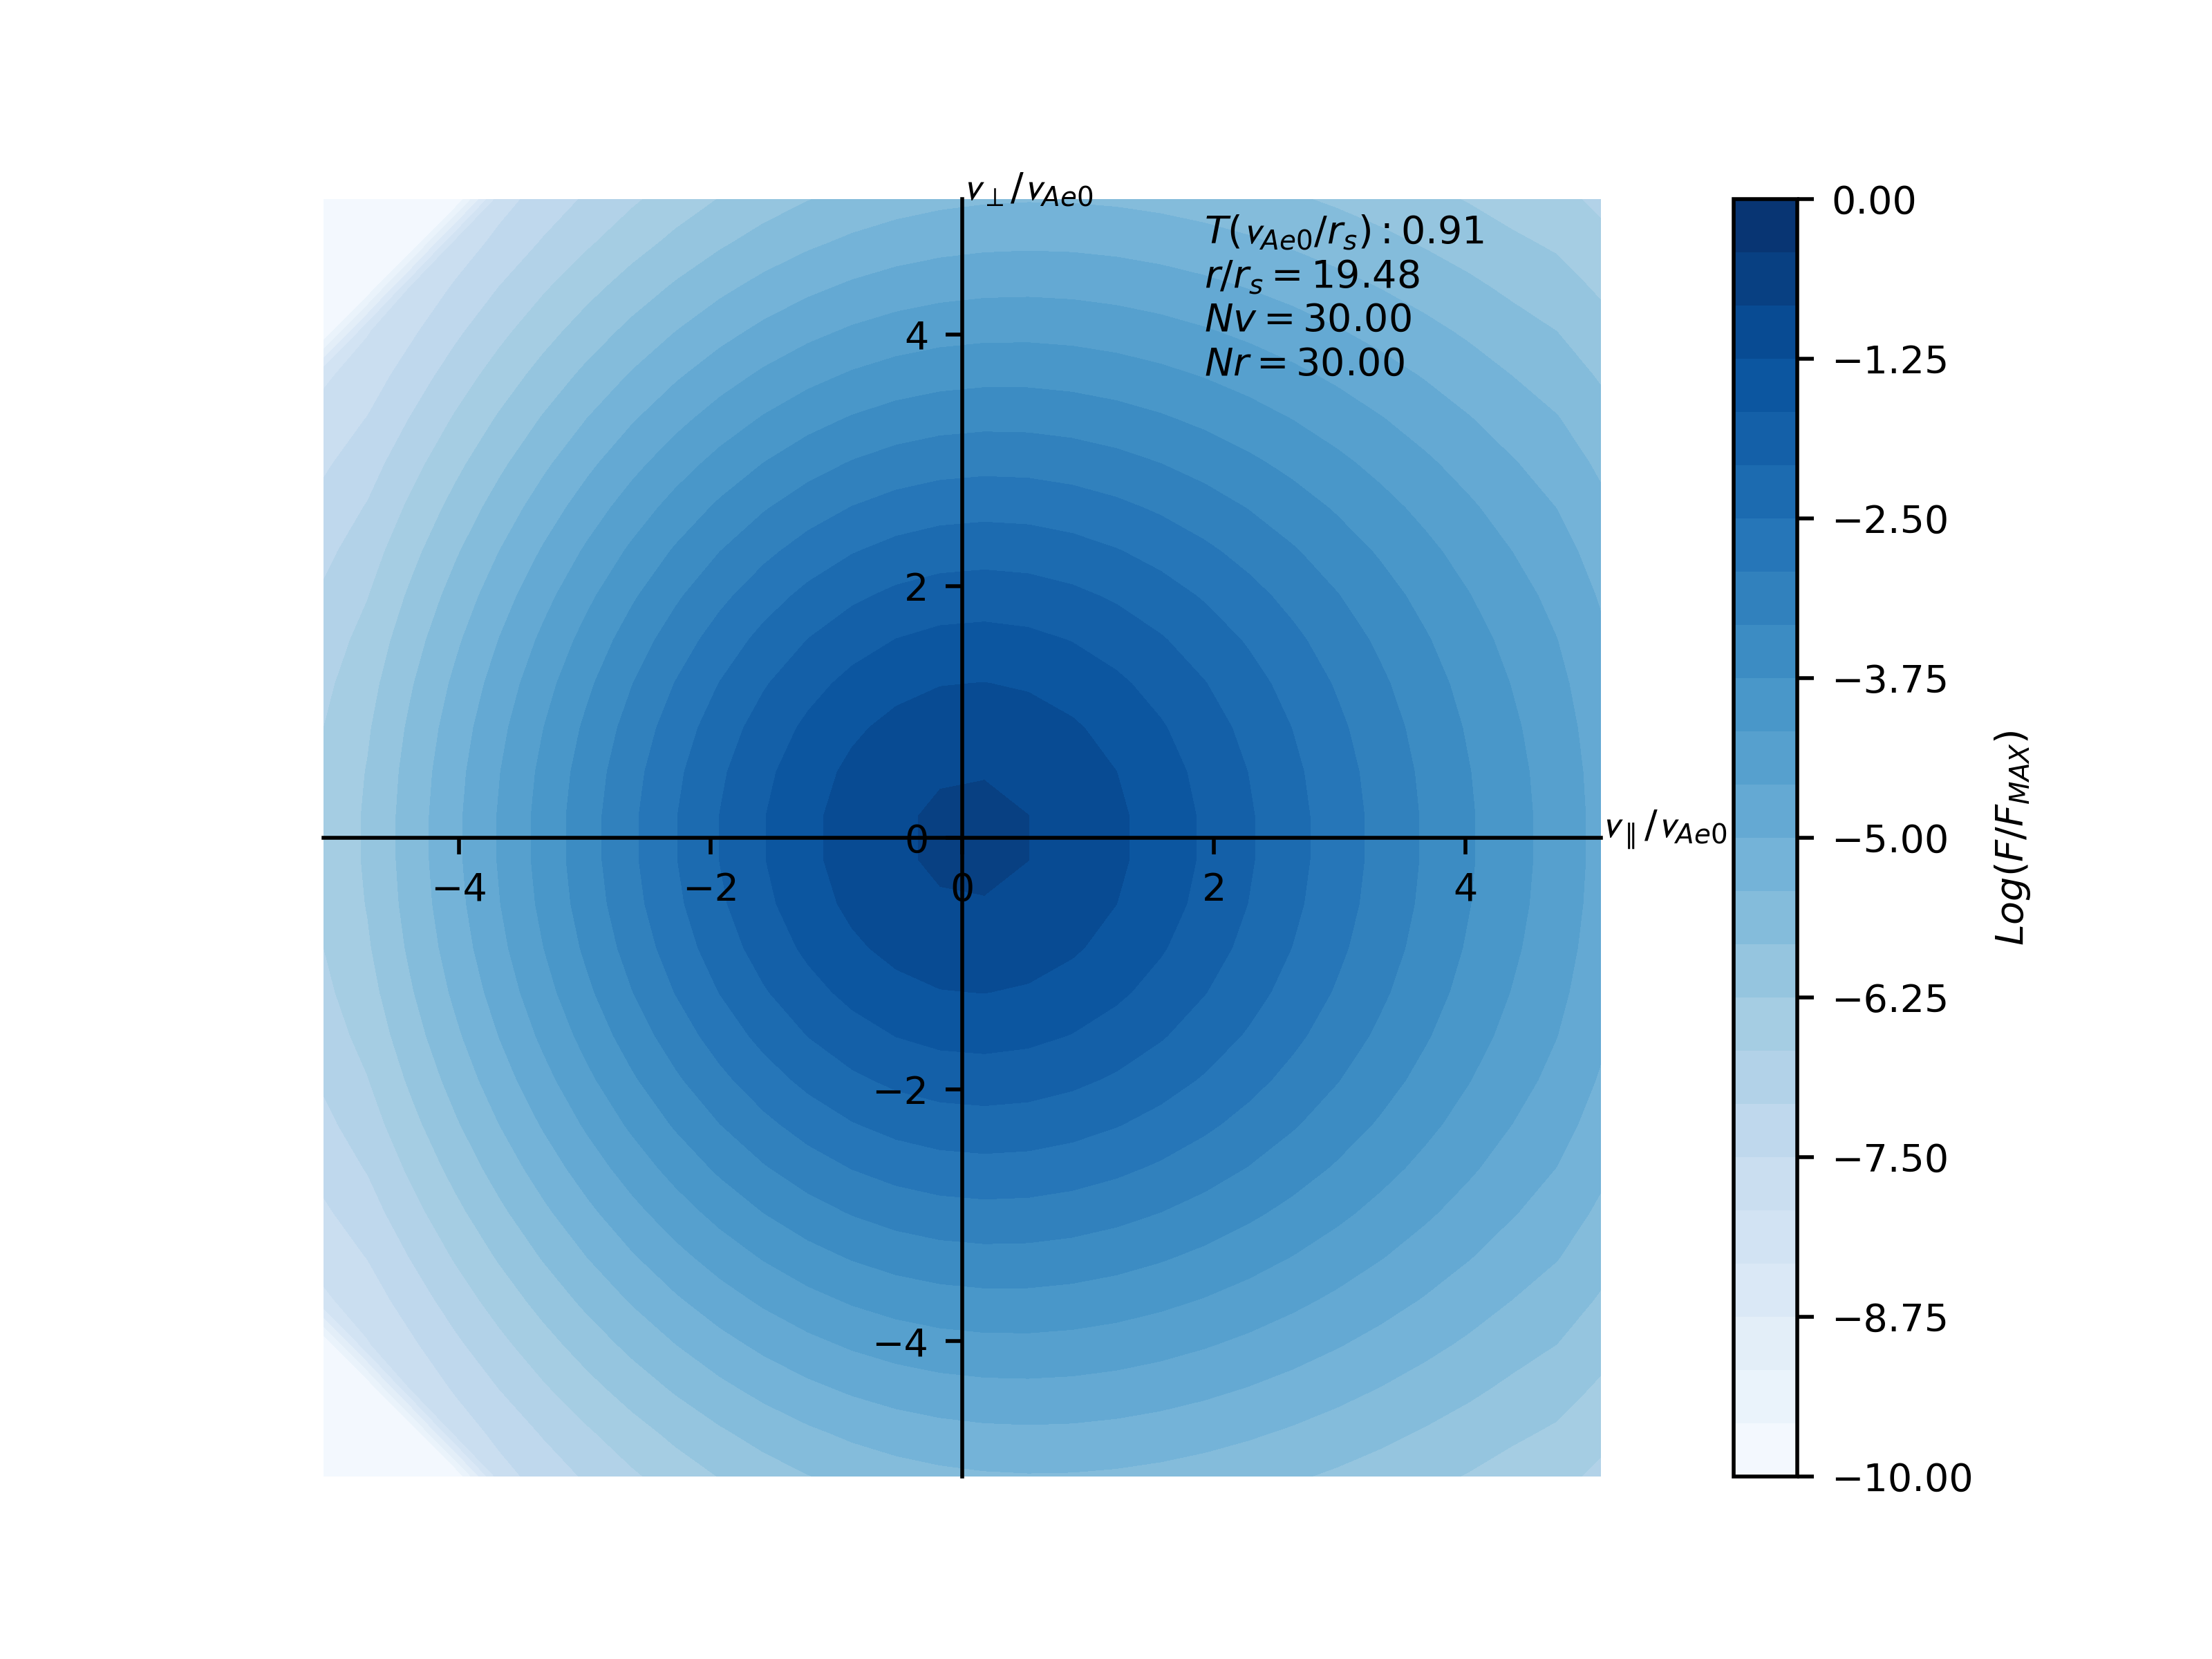 v⊥/vAe0
T(vAe0/rs) : 0.91
r/rs = 19.48
Nv = 30.00
Nr = 30.00
4
2
0
−2
−4
−4
−2
0
2
4
v∥/vAe0
0.00
−1.25
−2.50
−3.75
−5.00
−6.25
−7.50
−8.75
−10.00
Log(F/FMAX)